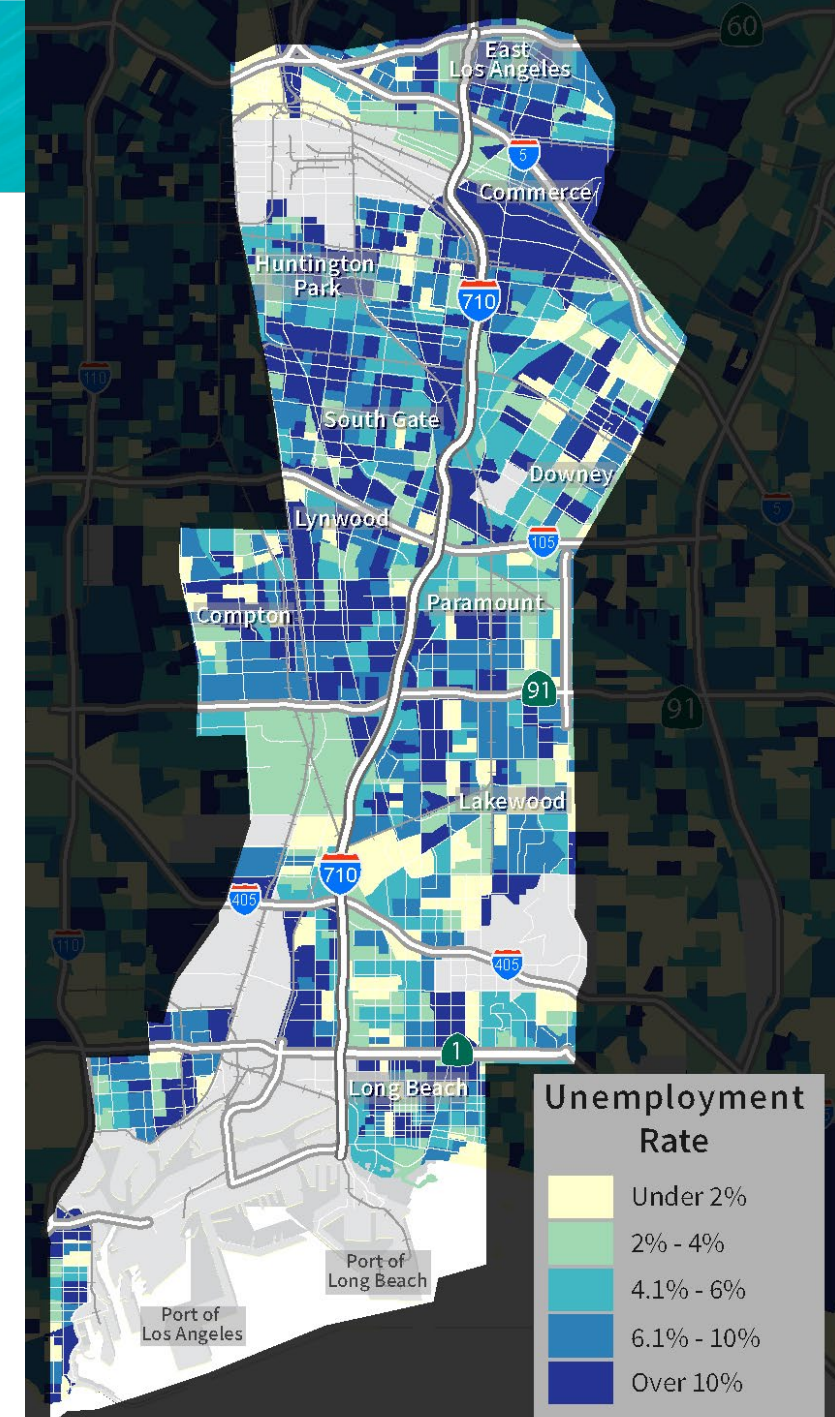 60
East
Los Angeles
5
Commerce
Huntington
Park
710
110
South Gate
Downey
5
Lynwood
105
Compton
Paramount
91
91
Lakewood
710
405
110
405
1
Long Beach
Unemployment
Rate
Under 2%
2% - 4%
4.1% - 6%
6.1% - 10%
Over 10%
Port of
Long Beach
Port of
Los Angeles